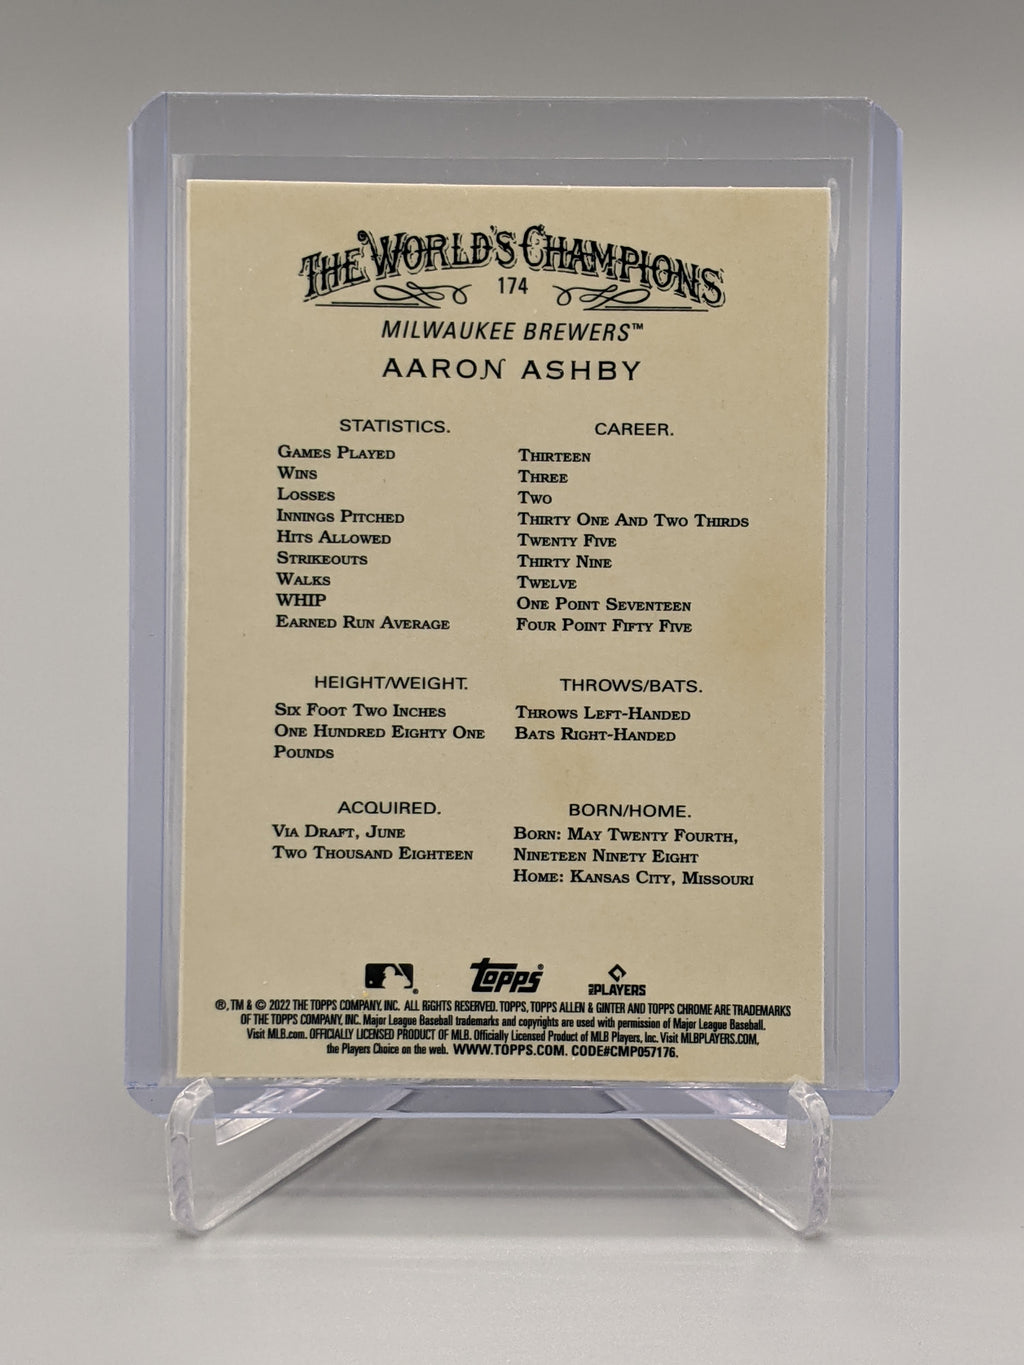 THE WORLD'S CHAMPIONS
174
MILWAUKEE BREWERS™
AARON ASHBY
STATISTICS.
GAMES PLAYED
WINS
LOSSES
INNINGS PITCHED
HITS ALLOWED
STRIKEOUTS
WALKS
WHIP
EARNED RUN AVERAGE
CAREER.
THIRTEEN
THREE
TWO
THIRTY ONE AND TWO THIRDS
TWENTY FIVE
THIRTY NINE
TWELVE
ONE POINT SEVENTEEN
FOUR POINT FIFTY FIVE
HEIGHT/WEIGHT.
SIX FOOT TWO INCHES
ONE HUNDRED EIGHTY ONE
POUNDS
THROWS/BATS.
THROWS LEFT-HANDED
BATS RIGHT-HANDED
ACQUIRED.
VIA DRAFT, JUNE
TWO THOUSAND EIGHTEEN
BORN/HOME.
BORN: MAY TWENTY FOURTH,
NINETEEN NINETY EIGHT
HOME: KANSAS CITY, MISSOURI
topps®
MLB PLAYERS
®, TM & © 2022 THE TOPPS COMPANY, INC. ALL RIGHTS RESERVED. TOPPS, TOPPS ALLEN & GINTER AND TOPPS CHROME ARE TRADEMARKS
OF THE TOPPS COMPANY, INC. Major League Baseball trademarks and copyrights are used with permission of Major League Baseball.
Visit MLB.com. OFFICIALLY LICENSED PRODUCT OF MLB. Officially Licensed Product of MLB Players, Inc. Visit MLBPLAYERS.COM,
the Players Choice on the web. WWW.TOPPS.COM. CODE#CMP057176.